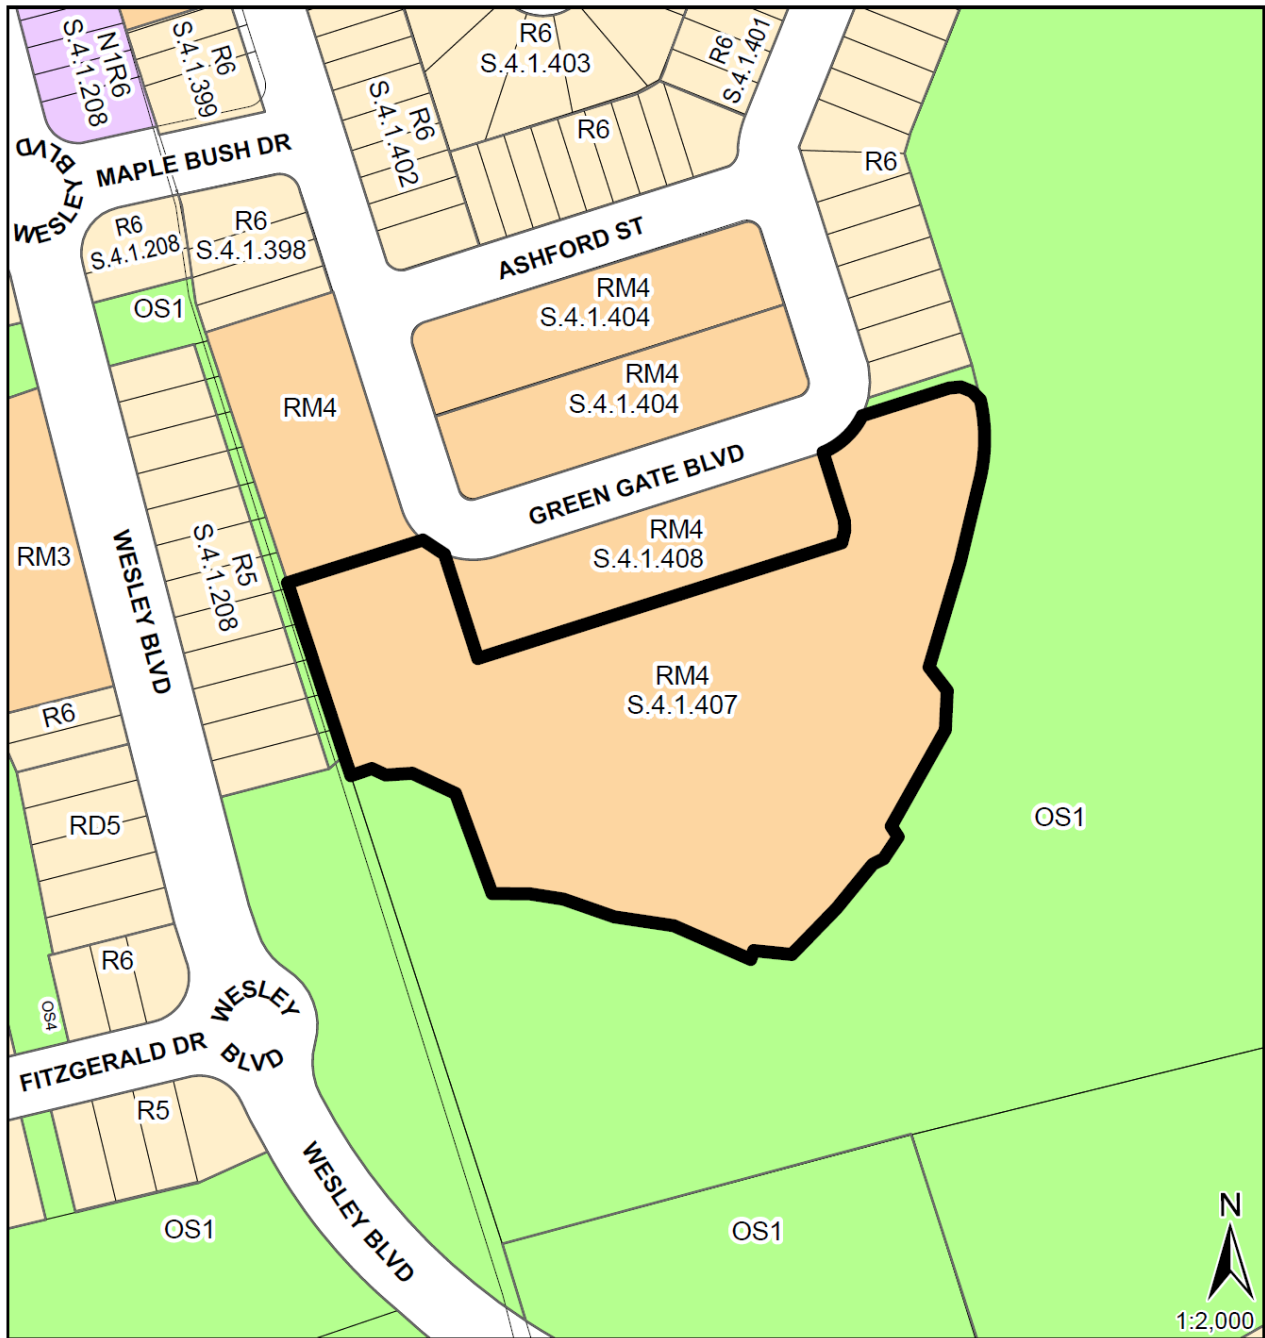 N1R6
S.4.1.208
R6
S.4.1.399
R6
S.4.1.402
R6
S.4.1.403
R6
S.4.1.401
R6
R6
WESLEY BLVD
MAPLE BUSH DR
R6
S.4.1.208
R6
S.4.1.398
ASHFORD ST
OS1
RM4
S.4.1.404
RM4
S.4.1.404
RM4
GREEN GATE BLVD
RM4
S.4.1.408
RM3
WESLEY BLVD
R5
S.4.1.208
RM4
S.4.1.407
R6
RD5
OS1
R6
OS4
WESLEY
BLVD
FITZGERALD DR
R5
WESLEY BLVD
OS1
OS1
N
1:2,000